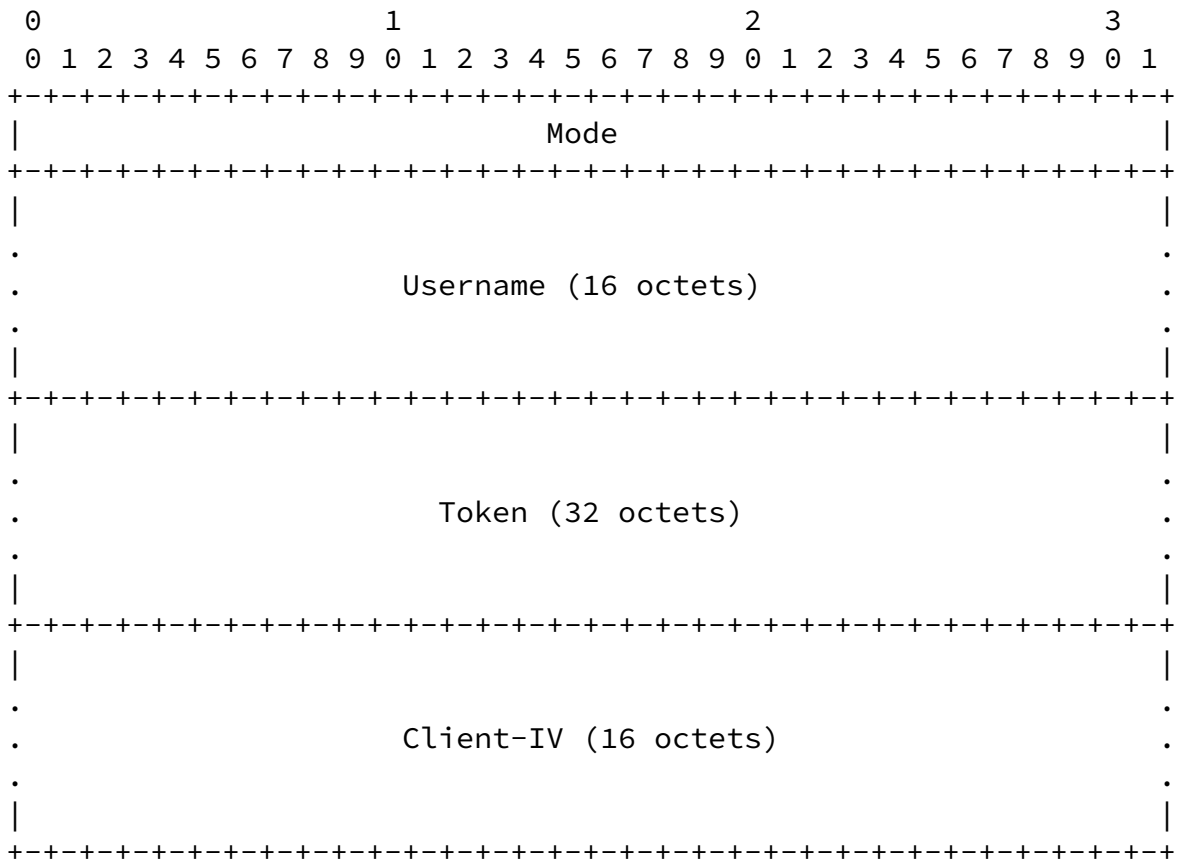 0                   1                   2                   3
 0 1 2 3 4 5 6 7 8 9 0 1 2 3 4 5 6 7 8 9 0 1 2 3 4 5 6 7 8 9 0 1
+-+-+-+-+-+-+-+-+-+-+-+-+-+-+-+-+-+-+-+-+-+-+-+-+-+-+-+-+-+-+-+-+
|                             Mode                              |
+-+-+-+-+-+-+-+-+-+-+-+-+-+-+-+-+-+-+-+-+-+-+-+-+-+-+-+-+-+-+-+-+
|                                                               |
.                                                               .
.                     Username (16 octets)                      .
.                                                               .
|                                                               |
+-+-+-+-+-+-+-+-+-+-+-+-+-+-+-+-+-+-+-+-+-+-+-+-+-+-+-+-+-+-+-+-+
|                                                               |
.                                                               .
.                       Token (32 octets)                       .
.                                                               .
|                                                               |
+-+-+-+-+-+-+-+-+-+-+-+-+-+-+-+-+-+-+-+-+-+-+-+-+-+-+-+-+-+-+-+-+
|                                                               |
.                                                               .
.                     Client-IV (16 octets)                     .
.                                                               .
|                                                               |
+-+-+-+-+-+-+-+-+-+-+-+-+-+-+-+-+-+-+-+-+-+-+-+-+-+-+-+-+-+-+-+-+